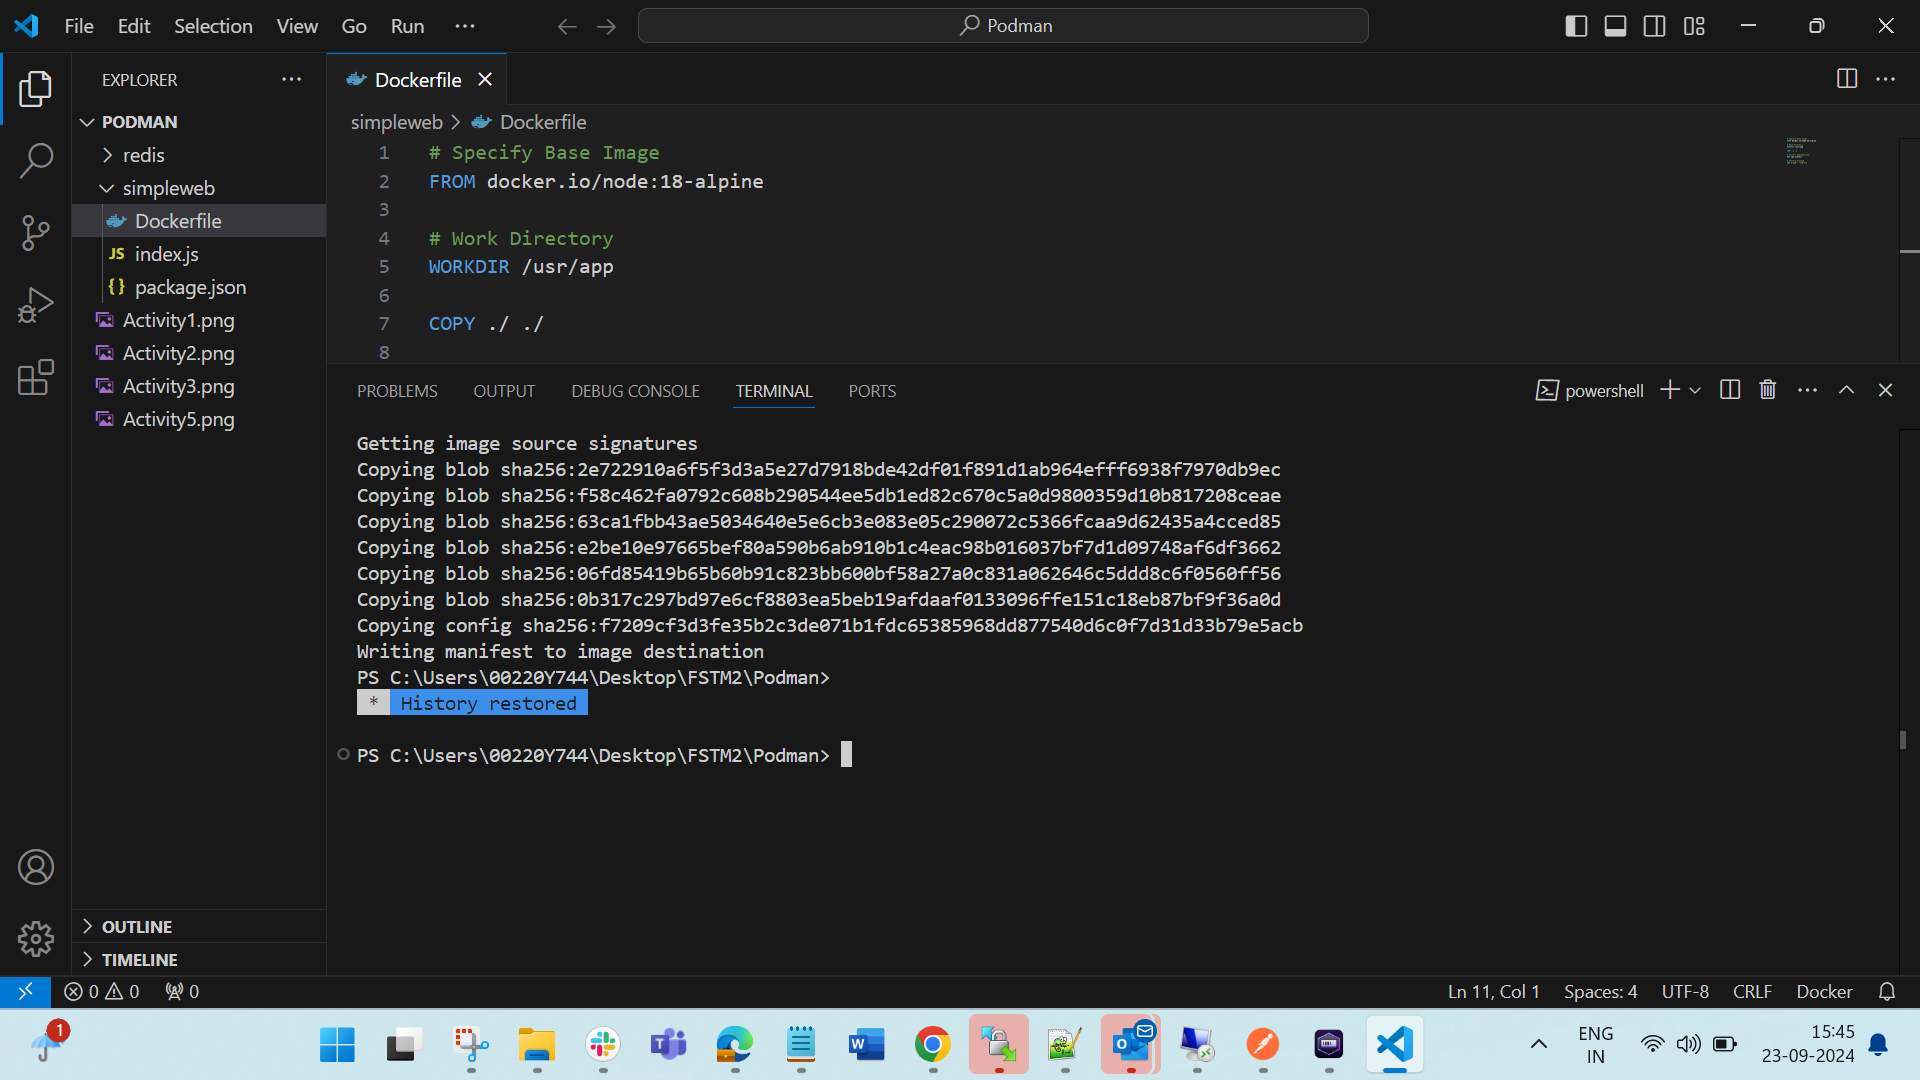 File Edit Selection View Go Run ···
Podman
EXPLORER
PODMAN
redis
simpleweb
Dockerfile
JS index.js
{} package.json
Activity1.png
Activity2.png
Activity3.png
Activity5.png
OUTLINE
TIMELINE
Dockerfile
simpleweb > Dockerfile
1 # Specify Base Image
2 FROM docker.io/node:18-alpine
3
4 # Work Directory
5 WORKDIR /usr/app
6
7 COPY ./ ./
8
PROBLEMS OUTPUT DEBUG CONSOLE TERMINAL PORTS
powershell
Getting image source signatures
Copying blob sha256:2e722910a6f5f3d3a5e27d7918bde42df01f891d1ab964efff6938f7970db9ec
Copying blob sha256:f58c462fa0792c608b290544ee5db1ed82c670c5a0d9800359d10b817208ceae
Copying blob sha256:63ca1fbb43ae5034640e5e6cb3e083e05c290072c5366fcaa9d62435a4cced85
Copying blob sha256:e2be10e97665bef80a590b6ab910b1c4eac98b016037bf7d1d09748af6df3662
Copying blob sha256:06fd85419b65b60b91c823bb600bf58a27a0c831a062646c5ddd8c6f0560ff56
Copying blob sha256:0b317c297bd97e6cf8803ea5beb19afdaaf0133096ffe151c18eb87bf9f36a0d
Copying config sha256:f7209cf3d3fe35b2c3de071b1fdc65385968dd877540d6c0f7d31d33b79e5acb
Writing manifest to image destination
PS C:\Users\00220Y744\Desktop\FSTM2\Podman>
* History restored
PS C:\Users\00220Y744\Desktop\FSTM2\Podman>
0 0 0
Ln 11, Col 1 Spaces: 4 UTF-8 CRLF Docker
1
ENG
IN
15:45
23-09-2024